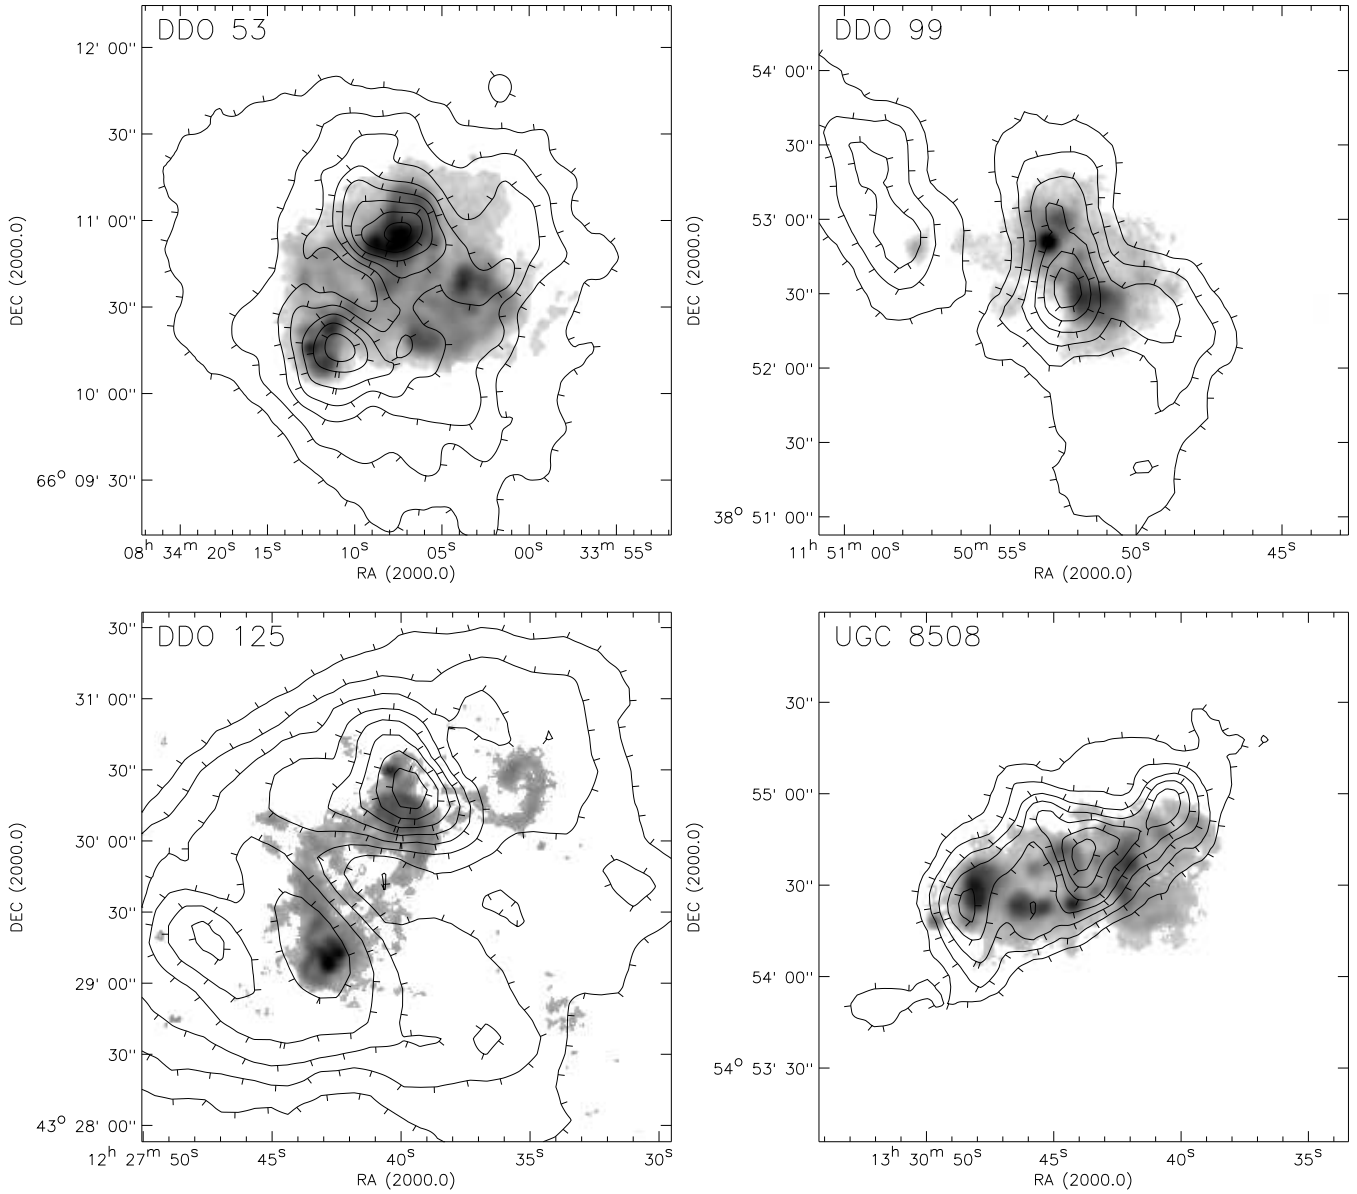 DDO 53
12' 00"
30"
11' 00"
30"
10' 00"
66° 09' 30"
DEC (2000.0)
08h 34m 20s 15s 10s 05s 00s 33m 55s
RA (2000.0)
DDO 99
54' 00"
30"
53' 00"
30"
52' 00"
30"
38° 51' 00"
DEC (2000.0)
11h 51m 00s 50m 55s 50s 45s
RA (2000.0)
DDO 125
30"
31' 00"
30"
30' 00"
30"
29' 00"
30"
43° 28' 00"
DEC (2000.0)
12h 27m 50s 45s 40s 35s 30s
RA (2000.0)
UGC 8508
30"
55' 00"
30"
54' 00"
54° 53' 30"
DEC (2000.0)
13h 30m 50s 45s 40s 35s
RA (2000.0)